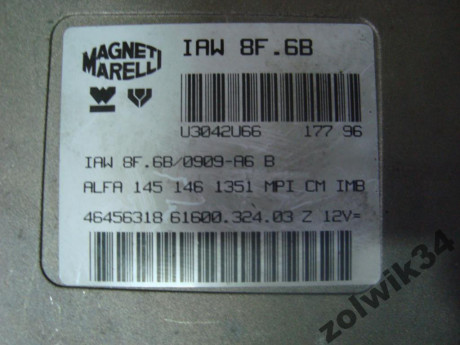 MAGNETI MARELLI
IAW 8F.6B
U3042U66 177 96
IAW 8F.6B/0909-A6 B
ALFA 145 146 1351 MPI CM IMB
46456318 61600.324.03 Z 12V=
zolwik34